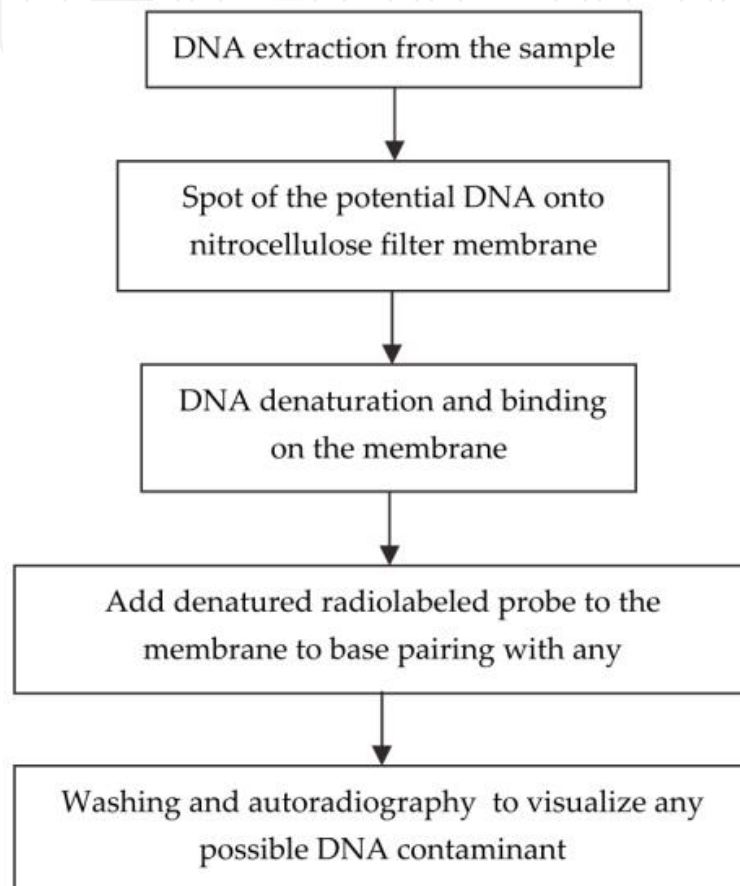 DNA extraction from the sample
Spot of the potential DNA onto
nitrocellulose filter membrane
DNA denaturation and binding
on the membrane
Add denatured radiolabeled probe to the
membrane to base pairing with any
Washing and autoradiography to visualize any
possible DNA contaminant